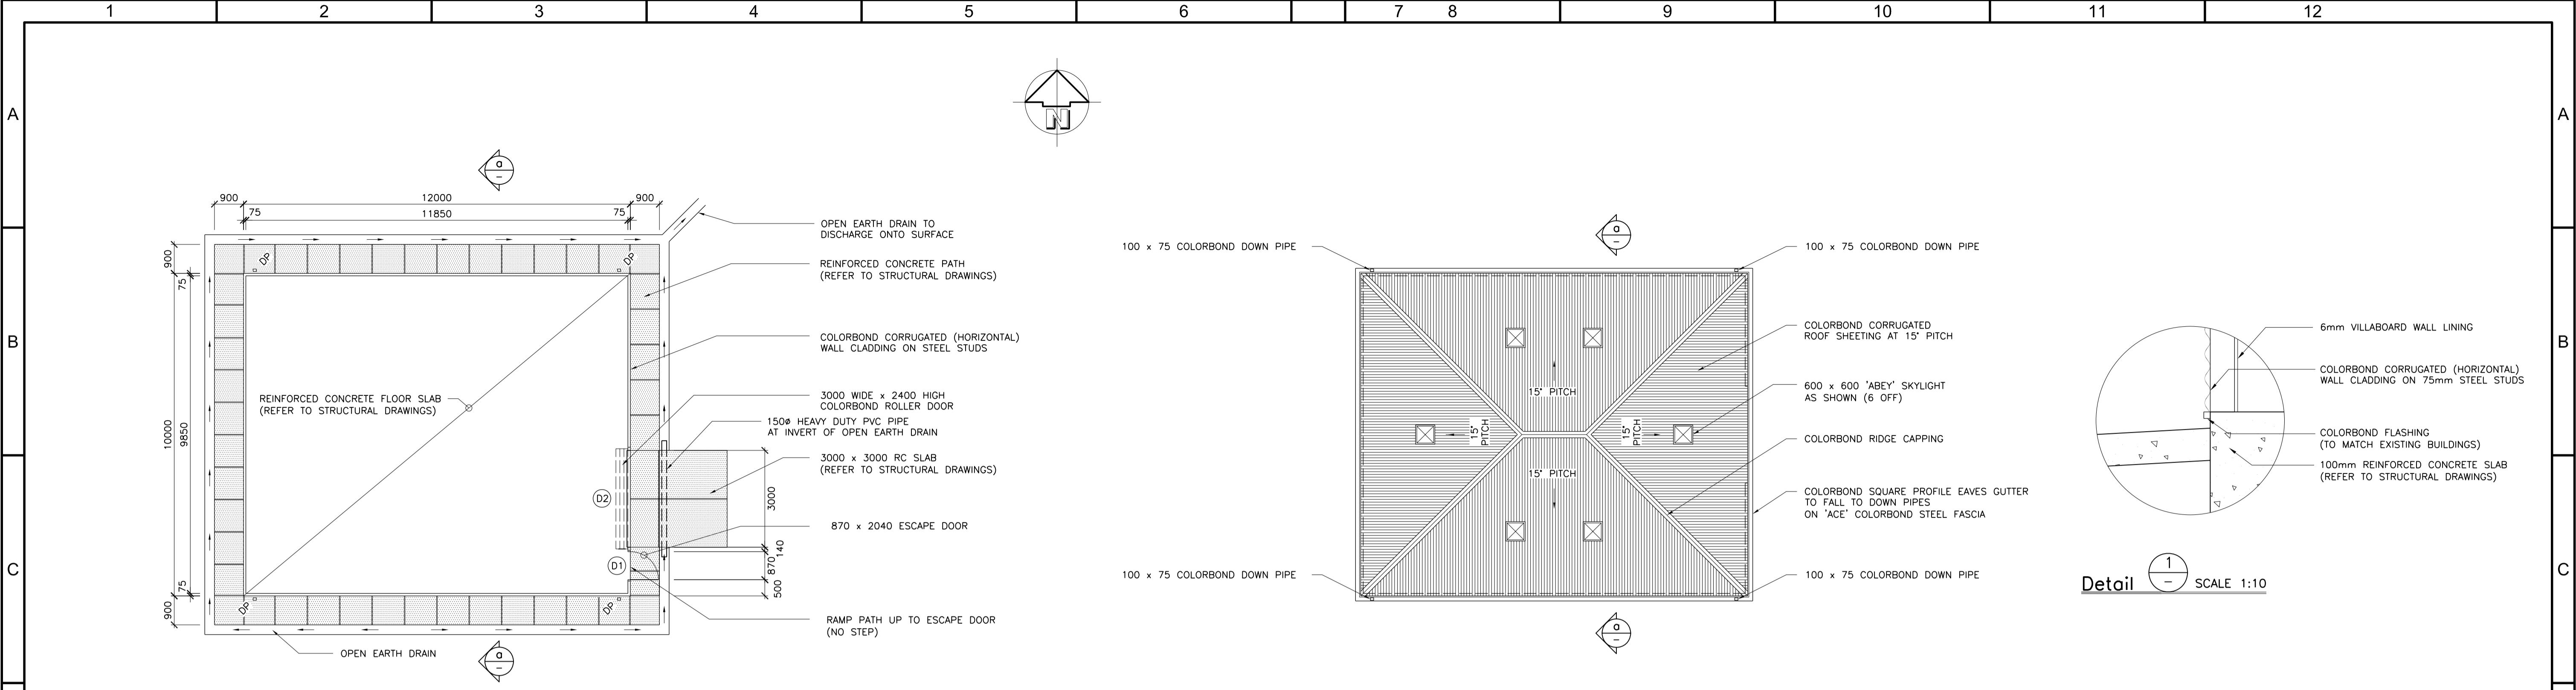 1
2
3
4
5
6
7
8
9
10
11
12
A
A
B
B
C
C
N
a
–
900
12000
900
75
11850
75
OPEN EARTH DRAIN TO
DISCHARGE ONTO SURFACE
900
75
DP
DP
REINFORCED CONCRETE PATH
(REFER TO STRUCTURAL DRAWINGS)
COLORBOND CORRUGATED (HORIZONTAL)
WALL CLADDING ON STEEL STUDS
REINFORCED CONCRETE FLOOR SLAB
(REFER TO STRUCTURAL DRAWINGS)
3000 WIDE x 2400 HIGH
COLORBOND ROLLER DOOR
150ø HEAVY DUTY PVC PIPE
AT INVERT OF OPEN EARTH DRAIN
10000
9850
3000 x 3000 RC SLAB
(REFER TO STRUCTURAL DRAWINGS)
D2
3000
870 x 2040 ESCAPE DOOR
140
D1
870
500
75
900
DP
DP
RAMP PATH UP TO ESCAPE DOOR
(NO STEP)
OPEN EARTH DRAIN
a
–
a
–
100 x 75 COLORBOND DOWN PIPE
100 x 75 COLORBOND DOWN PIPE
COLORBOND CORRUGATED
ROOF SHEETING AT 15° PITCH
15° PITCH
600 x 600 'ABEY' SKYLIGHT
AS SHOWN (6 OFF)
15°
PITCH
15°
PITCH
COLORBOND RIDGE CAPPING
15° PITCH
COLORBOND SQUARE PROFILE EAVES GUTTER
TO FALL TO DOWN PIPES
ON 'ACE' COLORBOND STEEL FASCIA
100 x 75 COLORBOND DOWN PIPE
100 x 75 COLORBOND DOWN PIPE
a
–
6mm VILLABOARD WALL LINING
COLORBOND CORRUGATED (HORIZONTAL)
WALL CLADDING ON 75mm STEEL STUDS
COLORBOND FLASHING
(TO MATCH EXISTING BUILDINGS)
100mm REINFORCED CONCRETE SLAB
(REFER TO STRUCTURAL DRAWINGS)
Detail
1
–
SCALE 1:10